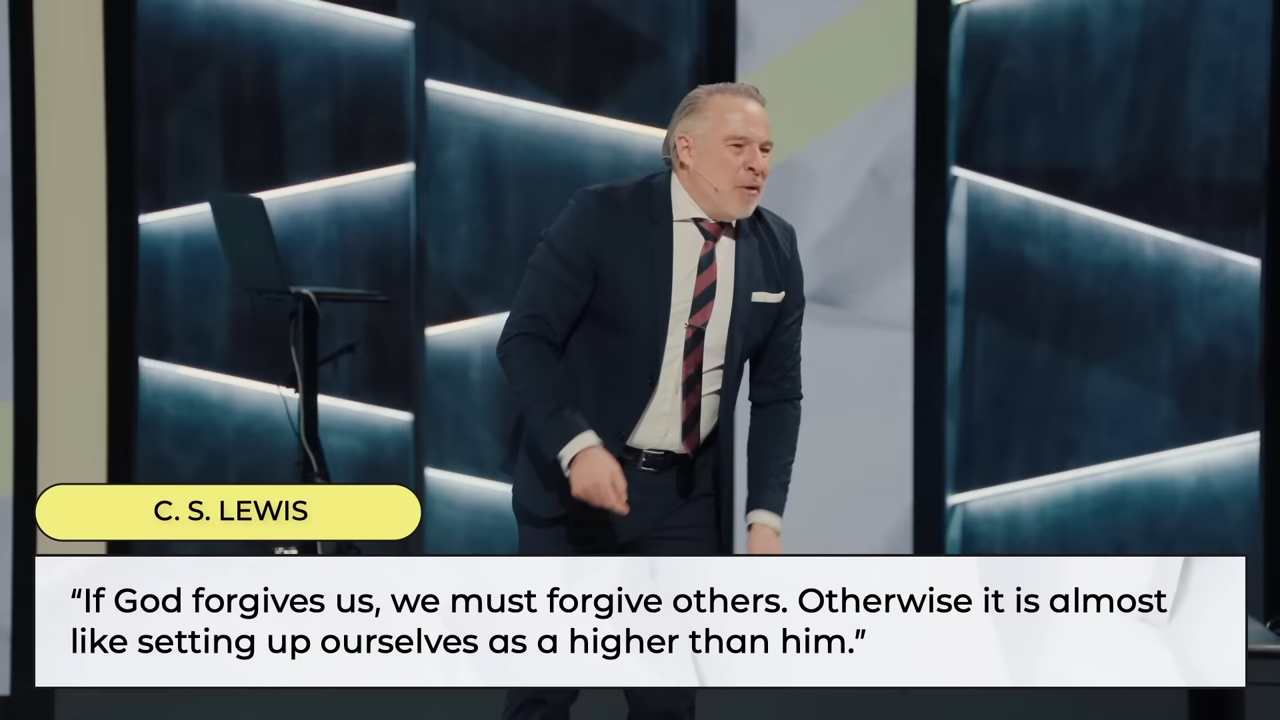 C. S. LEWIS
“If God forgives us, we must forgive others. Otherwise it is almost
like setting up ourselves as a higher than him.”